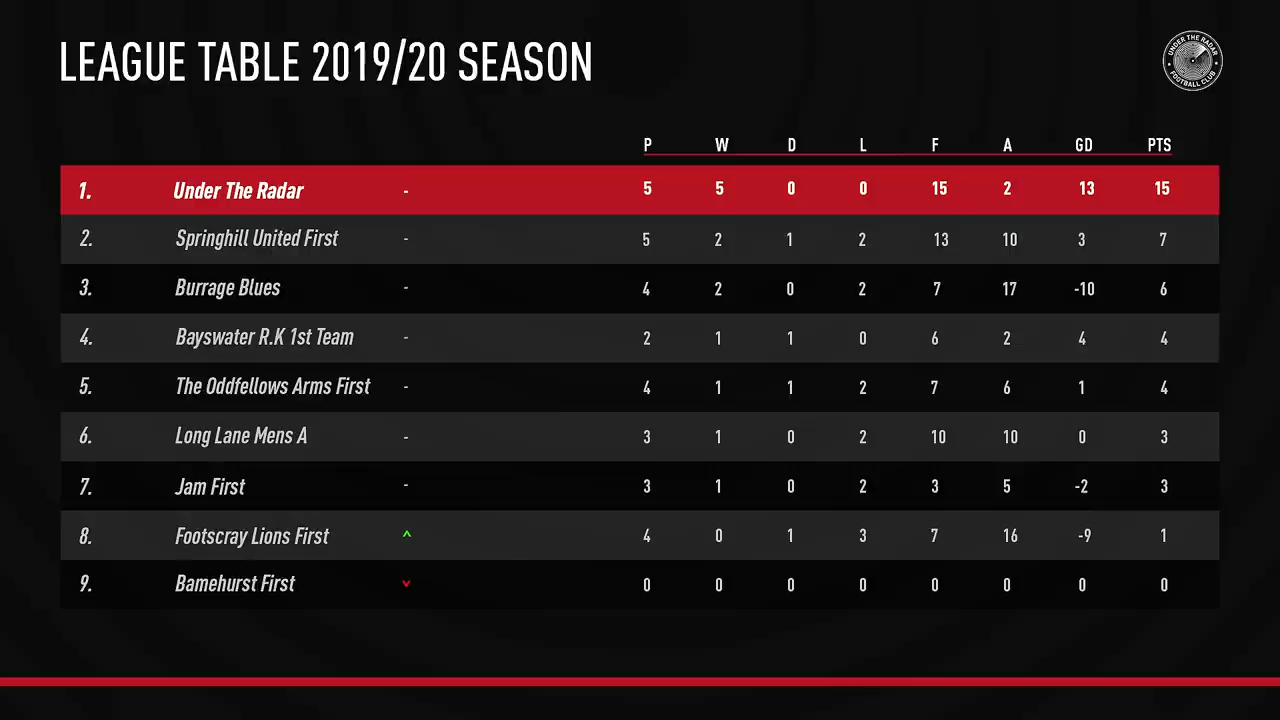 LEAGUE TABLE 2019/20 SEASON
UNDER THE RADAR
FOOTBALL CLUB
P W D L F A GD PTS
1. Under The Radar - 5 5 0 0 15 2 13 15
2. Springhill United First - 5 2 1 2 13 10 3 7
3. Burrage Blues - 4 2 0 2 7 17 -10 6
4. Bayswater R.K 1st Team - 2 1 1 0 6 2 4 4
5. The Oddfellows Arms First - 4 1 1 2 7 6 1 4
6. Long Lane Mens A - 3 1 0 2 10 10 0 3
7. Jam First - 3 1 0 2 3 5 -2 3
8. Footscray Lions First ^ 4 0 1 3 7 16 -9 1
9. Bamehurst First v 0 0 0 0 0 0 0 0